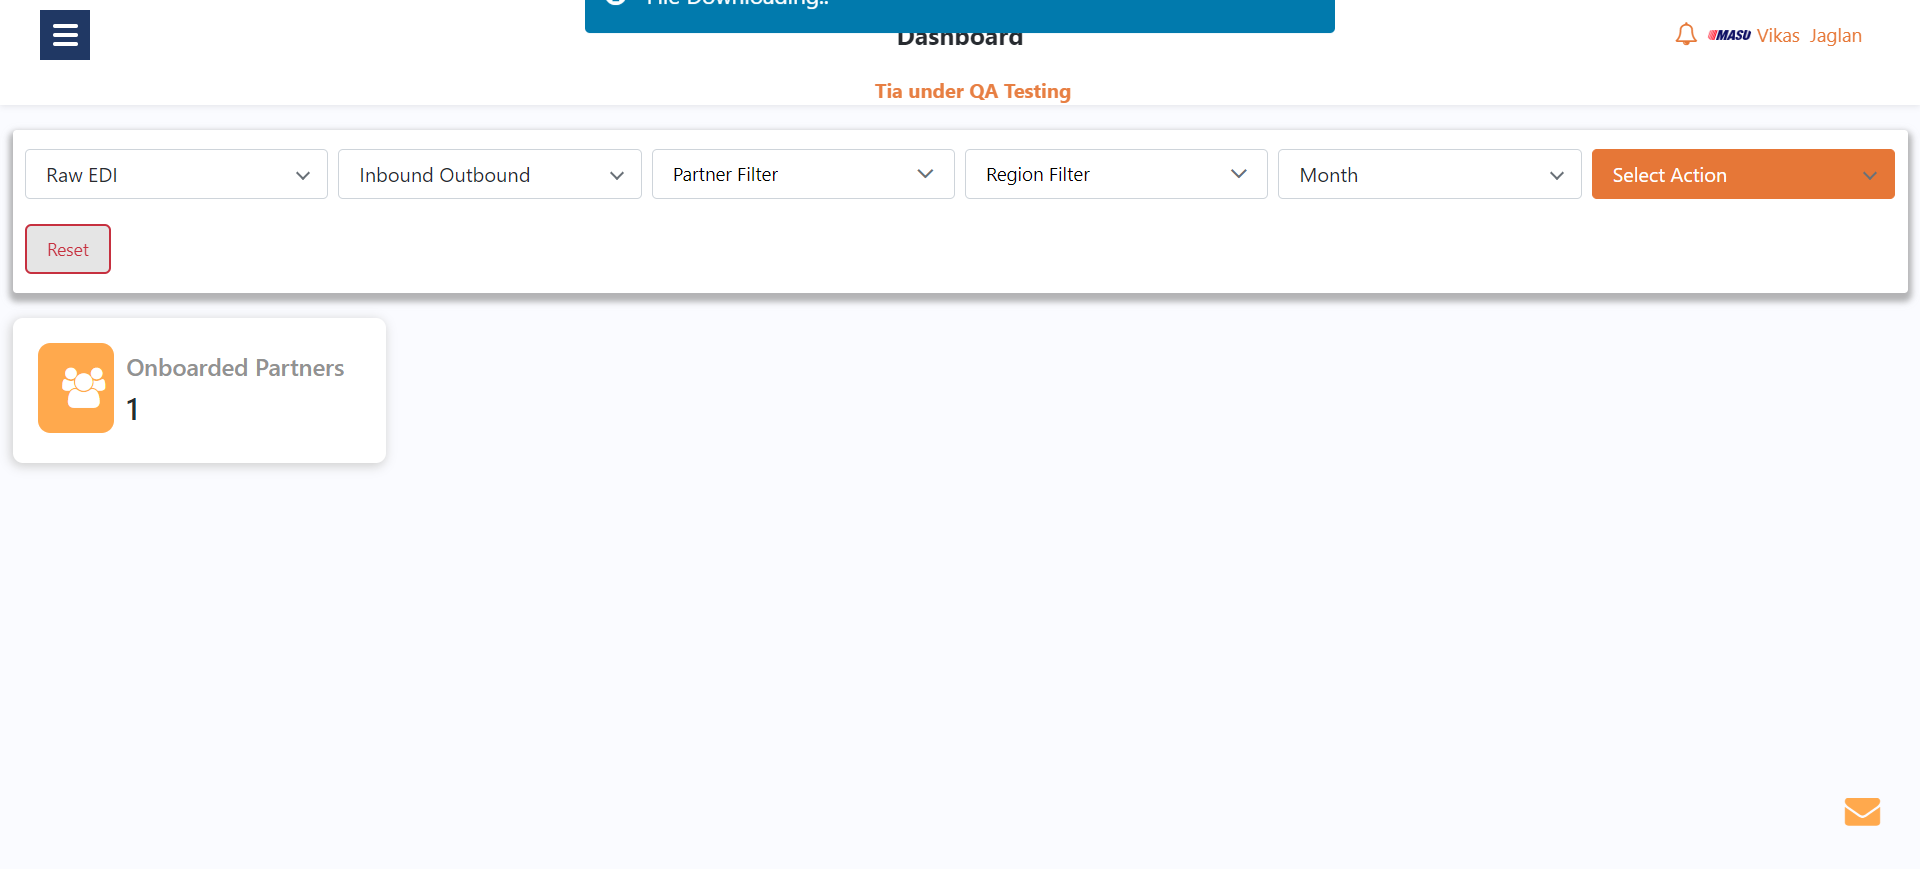 File Downloading..
Dashboard
MASU Vikas Jaglan
Tia under QA Testing
Raw EDI
Inbound Outbound
Partner Filter
Region Filter
Month
Select Action
Reset
Onboarded Partners
1